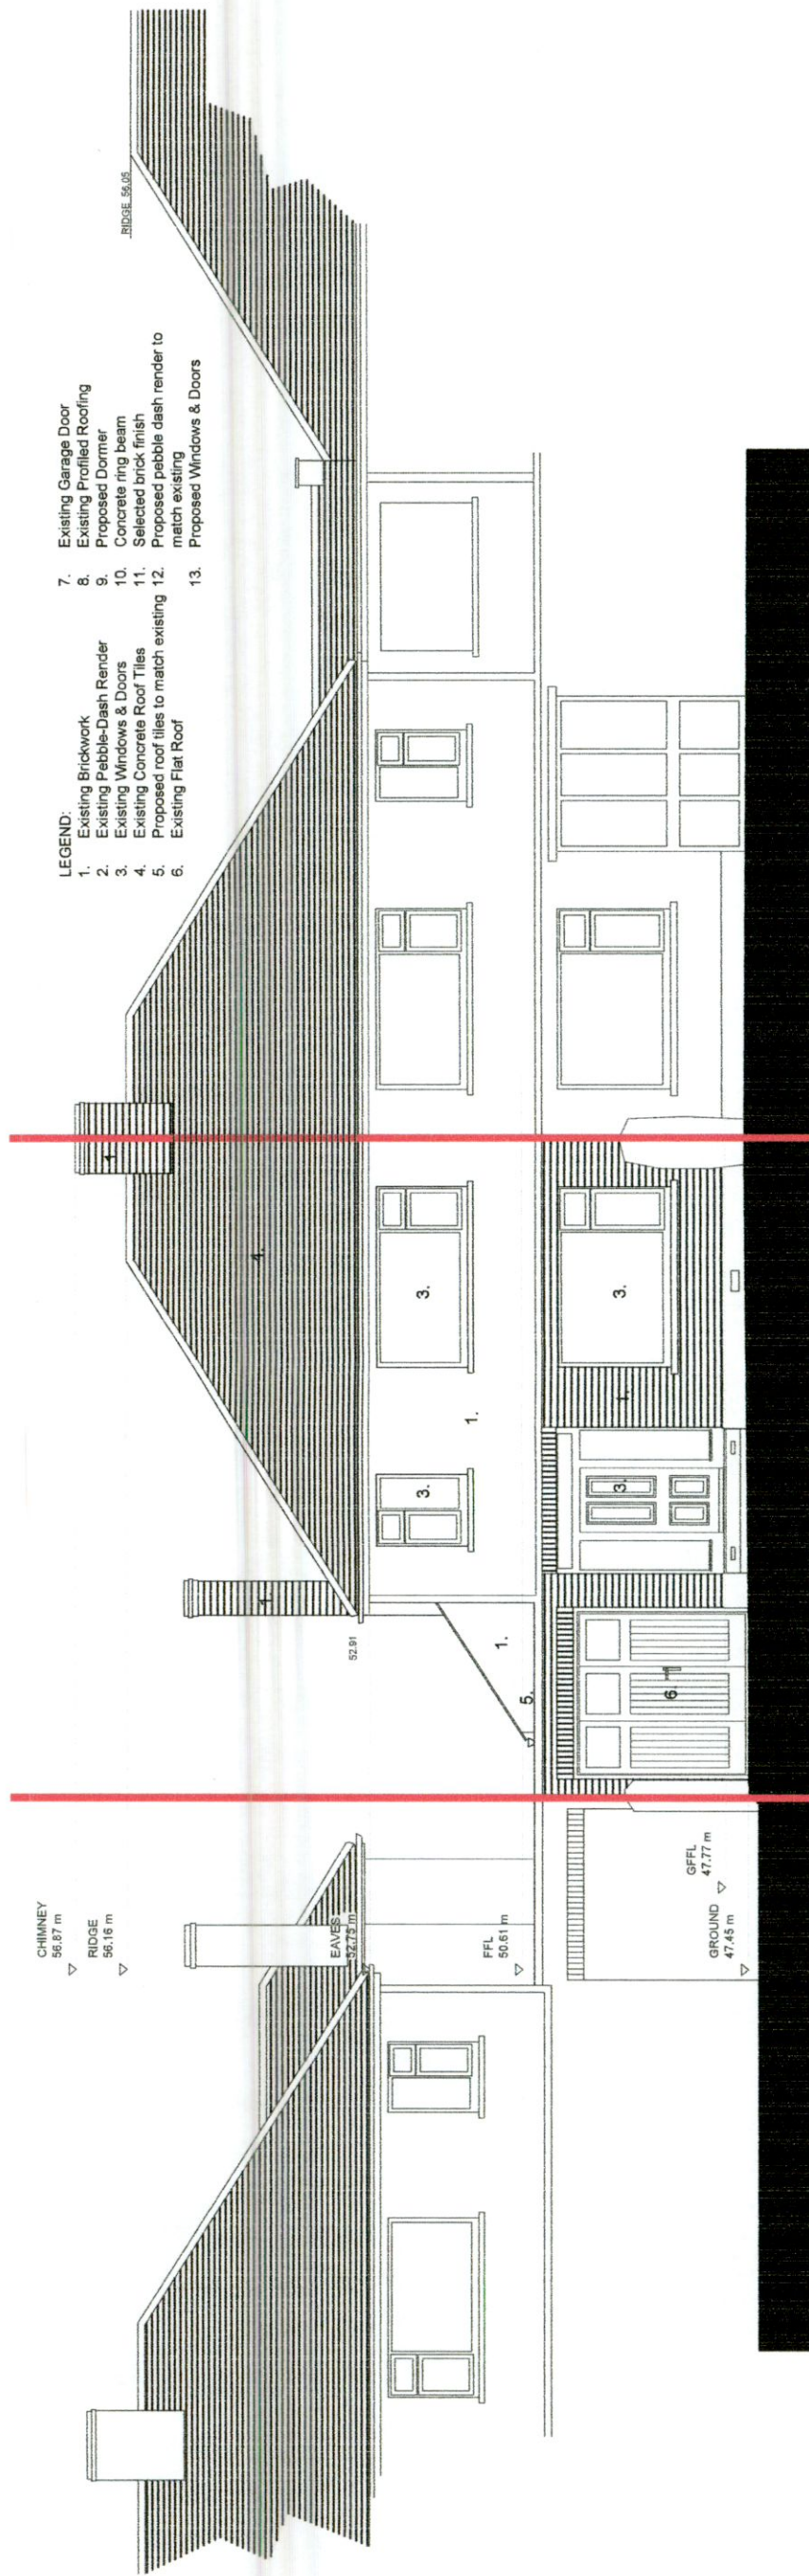 CHIMNEY
56.87 m
RIDGE
56.16 m
EAVES
52.75 m
FFL
50.61 m
GFFL
47.77 m
GROUND
47.45 m
52.91
1.
1.
5.
6.
1.
4.
3.
3.
1.
3.
1.
3.
LEGEND:
1. Existing Brickwork
2. Existing Pebble-Dash Render
3. Existing Windows & Doors
4. Existing Concrete Roof Tiles
5. Proposed roof tiles to match existing
6. Existing Flat Roof
7. Existing Garage Door
8. Existing Profiled Roofing
9. Proposed Dormer
10. Concrete ring beam
11. Selected brick finish
12. Proposed pebble dash render to
match existing
13. Proposed Windows & Doors
RIDGE 56.05